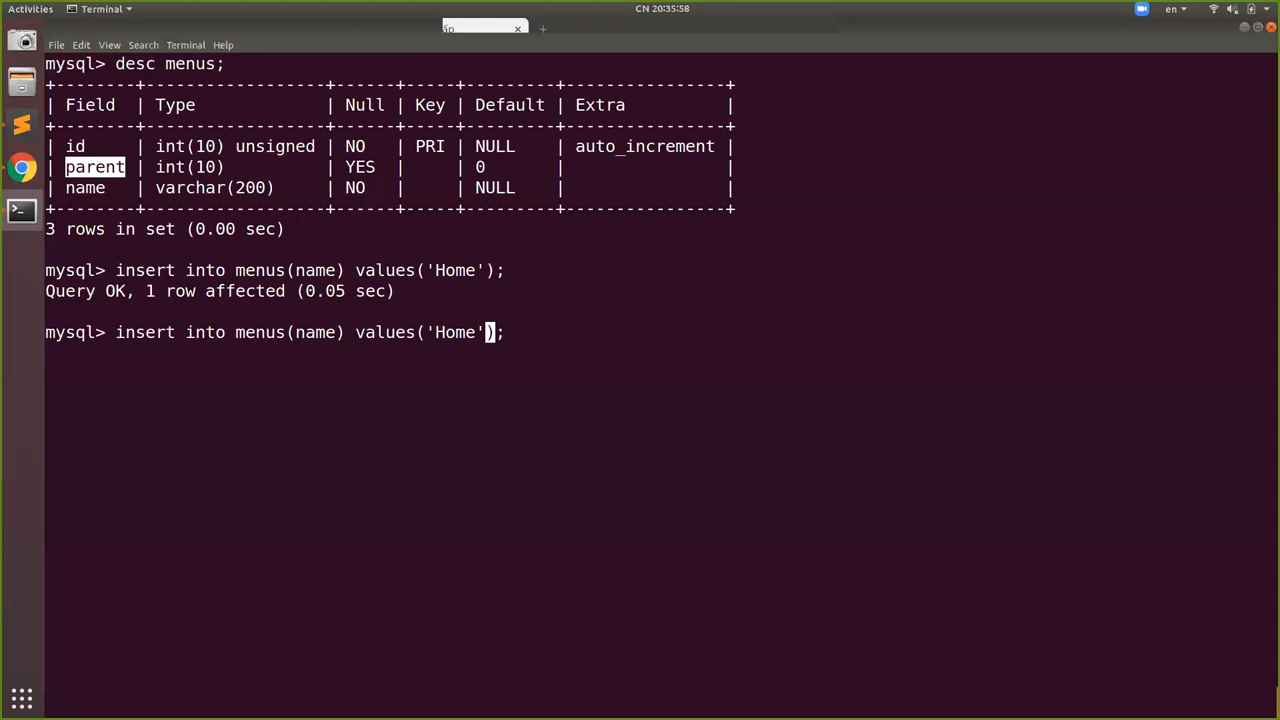 Activities Terminal CN 20:35:58 en
ập × +
File Edit View Search Terminal Help
mysql> desc menus;
+--------+------------------+------+-----+---------+----------------+
| Field  | Type             | Null | Key | Default | Extra          |
+--------+------------------+------+-----+---------+----------------+
| id     | int(10) unsigned | NO   | PRI | NULL    | auto_increment |
| parent | int(10)          | YES  |     | 0       |                |
| name   | varchar(200)     | NO   |     | NULL    |                |
+--------+------------------+------+-----+---------+----------------+
3 rows in set (0.00 sec)
mysql> insert into menus(name) values('Home');
Query OK, 1 row affected (0.05 sec)
mysql> insert into menus(name) values('Home');